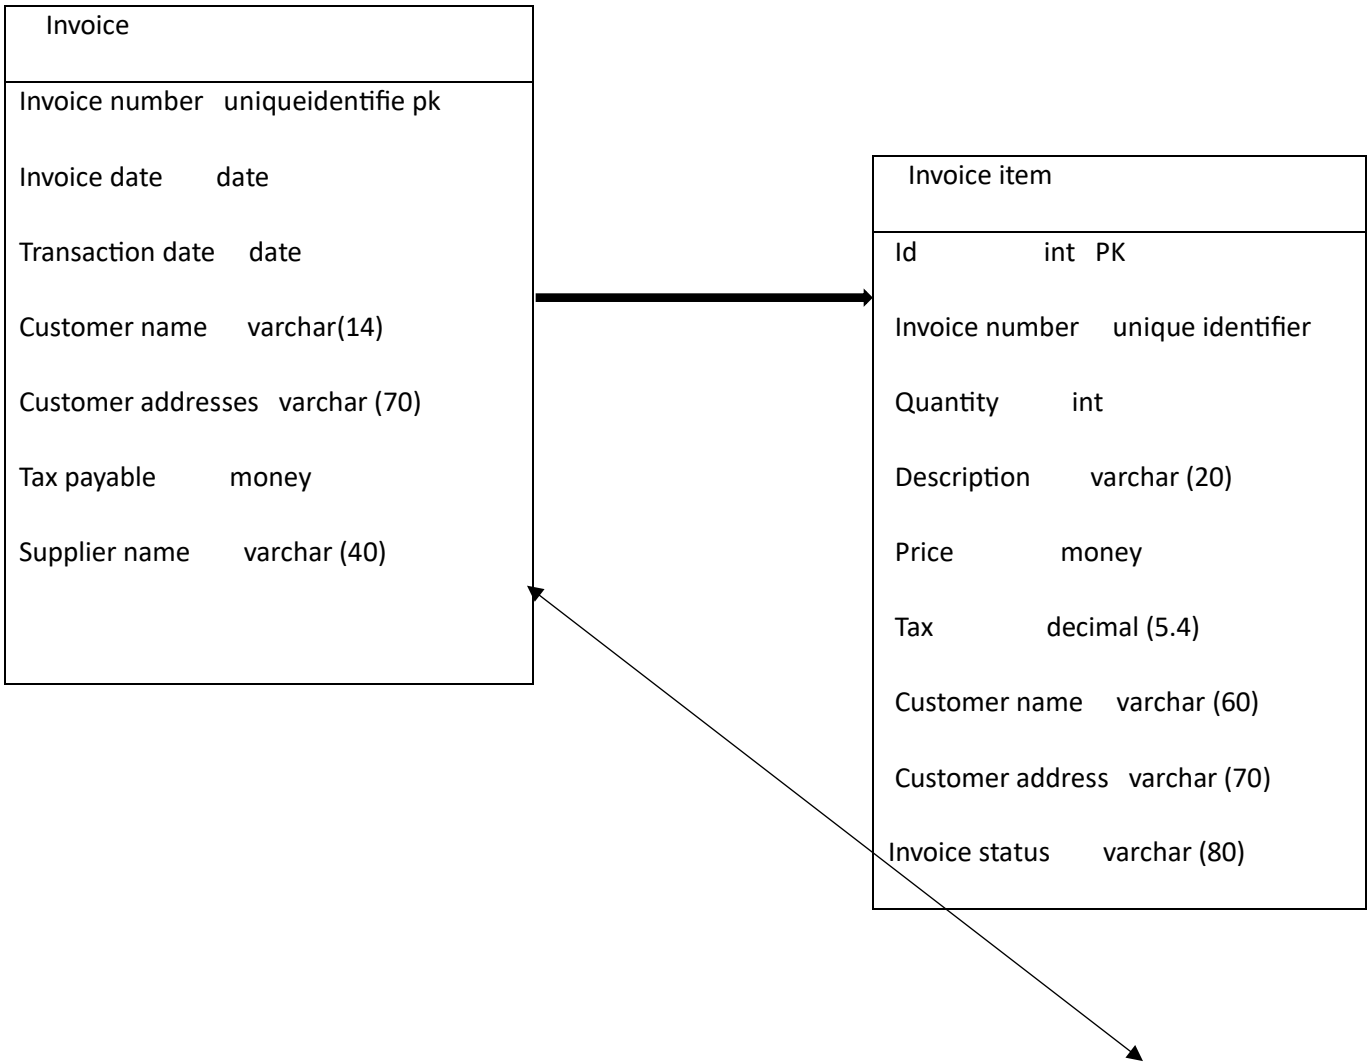 Invoice
Invoice number uniqueidentifie pk
Invoice date date
Transaction date date
Customer name varchar(14)
Customer addresses varchar (70)
Tax payable money
Supplier name varchar (40)
Invoice item
Id int PK
Invoice number unique identifier
Quantity int
Description varchar (20)
Price money
Tax decimal (5.4)
Customer name varchar (60)
Customer address varchar (70)
Invoice status varchar (80)